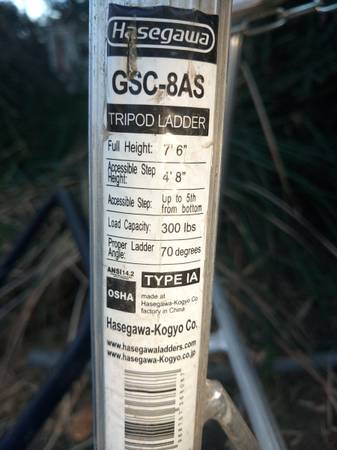 Hasegawa
GSC-8AS
TRIPOD LADDER
Full Height: 7' 6"
Accessible Step Height: 4' 8"
Accessible Step: Up to 5th from bottom
Load Capacity: 300 lbs
Proper Ladder Angle: 70 degrees
ANSI 14.2
OSHA
TYPE IA
made at
Hasegawa-Kogyo Co.
factory in China
Hasegawa-Kogyo Co.
www.hasegawaladders.com
www.hasegawa-kogyo.co.jp